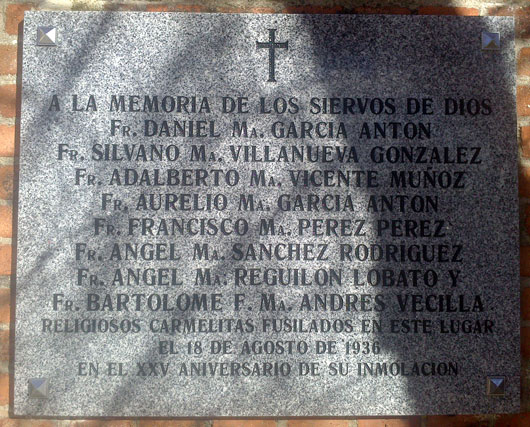 A LA MEMORIA DE LOS SIERVOS DE DIOS
FR. DANIEL MA. GARCIA ANTON
FR. SILVANO MA. VILLANUEVA GONZALEZ
FR. ADALBERTO MA. VICENTE MUÑOZ
FR. AURELIO MA. GARCIA ANTON
FR. FRANCISCO MA. PEREZ PEREZ
FR. ANGEL MA. SANCHEZ RODRIGUEZ
FR. ANGEL MA. REGUILON LOBATO Y
FR. BARTOLOME F. MA. ANDRES VECILLA
RELIGIOSOS CARMELITAS FUSILADOS EN ESTE LUGAR
EL 18 DE AGOSTO DE 1936
EN EL XXV ANIVERSARIO DE SU INMOLACION